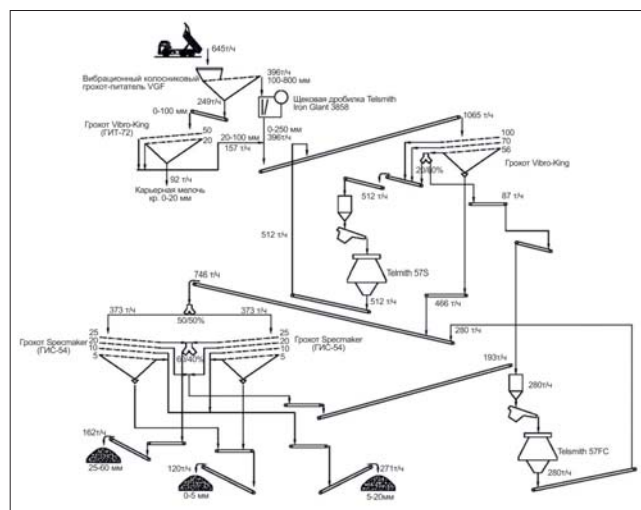 645т/ч
Вибрационный колосниковый
грохот-питатель VGF
396т/ч
100-800 мм
249т/ч
Щековая дробилка Telsmith
Iron Giant 3858
0-100 мм
Грохот Vibro-King
(ГИТ-72)
50
20
20-100 мм
157 т/ч
0-250 мм
396т/ч
92 т/ч
Карьерная мелочь
кр. 0-20 мм
1065 т/ч
100
70
56
Грохот Vibro-King
20/80%
512 т/ч
87 т/ч
512 т/ч
Telmith 57S
512 т/ч
466 т/ч
746 т/ч
373 т/ч
373 т/ч
50/50%
280 т/ч
Грохот Specmaker
(ГИС-54)
25
20
10
5
60/40%
25
20
10
5
Грохот Specmaker
(ГИС-54)
193т/ч
280т/ч
Telsmith 57FC
280т/ч
162т/ч
25-60 мм
120т/ч
0-5 мм
271т/ч
5-20мм